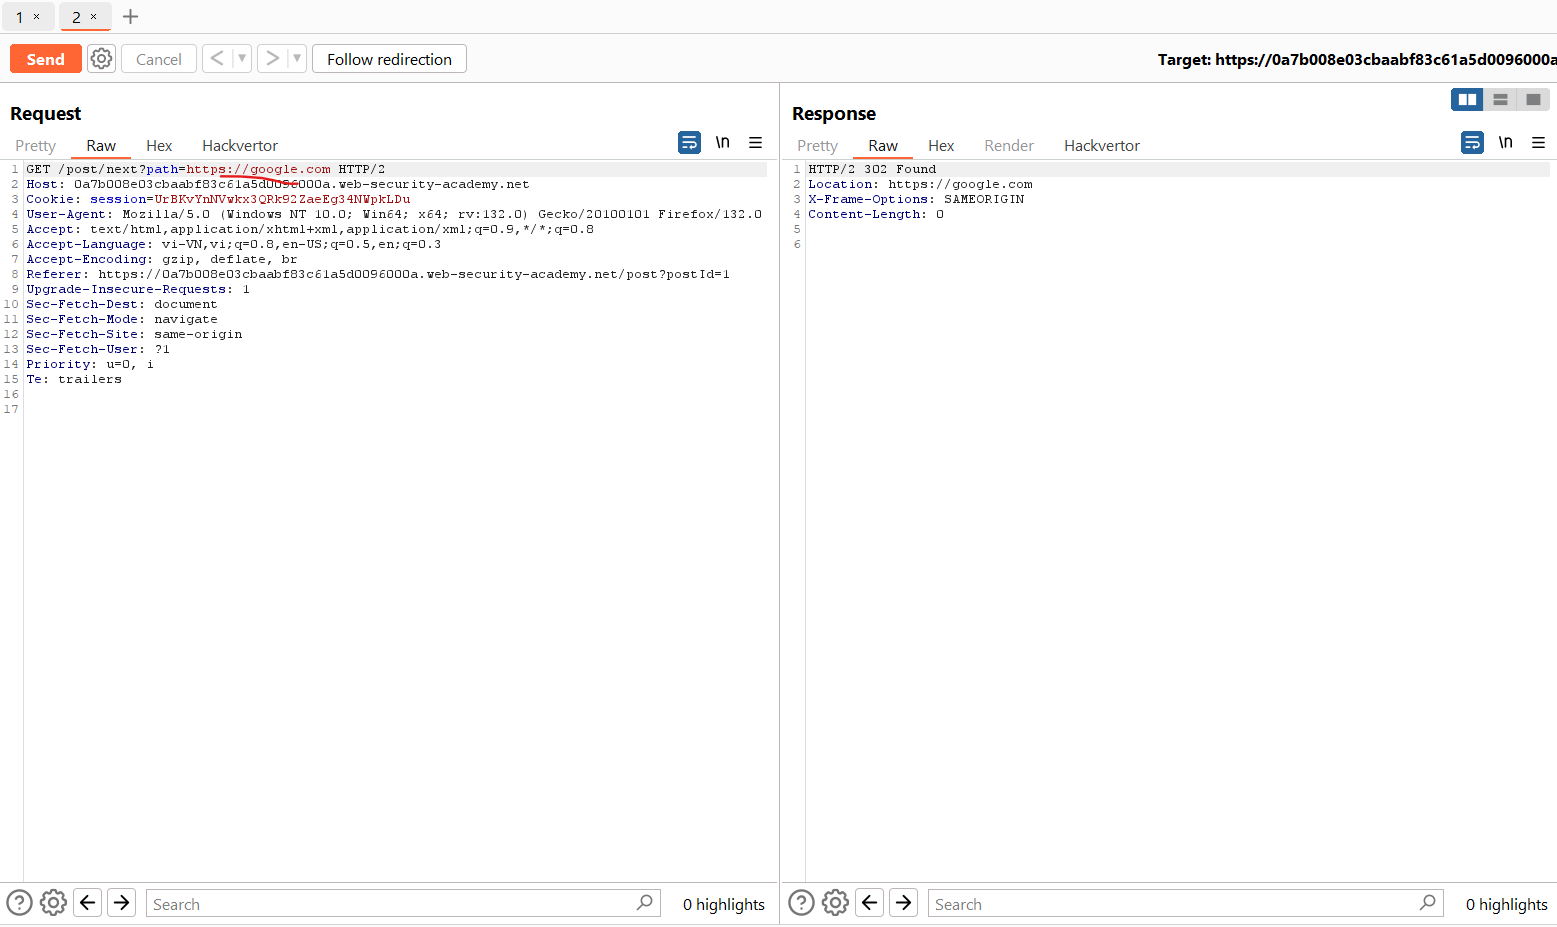 1 × 2 × +
Send Cancel < > Follow redirection Target: https://0a7b008e03cbaabf83c61a5d0096000a
Request
Pretty Raw Hex Hackvertor \n
1 GET /post/next?path=https://google.com HTTP/2
2 Host: 0a7b008e03cbaabf83c61a5d0096000a.web-security-academy.net
3 Cookie: session=UrBKvYnNVwkx3QRk92ZaeEg34NWpkLDu
4 User-Agent: Mozilla/5.0 (Windows NT 10.0; Win64; x64; rv:132.0) Gecko/20100101 Firefox/132.0
5 Accept: text/html,application/xhtml+xml,application/xml;q=0.9,*/*;q=0.8
6 Accept-Language: vi-VN,vi;q=0.8,en-US;q=0.5,en;q=0.3
7 Accept-Encoding: gzip, deflate, br
8 Referer: https://0a7b008e03cbaabf83c61a5d0096000a.web-security-academy.net/post?postId=1
9 Upgrade-Insecure-Requests: 1
10 Sec-Fetch-Dest: document
11 Sec-Fetch-Mode: navigate
12 Sec-Fetch-Site: same-origin
13 Sec-Fetch-User: ?1
14 Priority: u=0, i
15 Te: trailers
16
17
? Search 0 highlights
Response
Pretty Raw Hex Render Hackvertor \n
1 HTTP/2 302 Found
2 Location: https://google.com
3 X-Frame-Options: SAMEORIGIN
4 Content-Length: 0
5
6
? Search 0 highlights